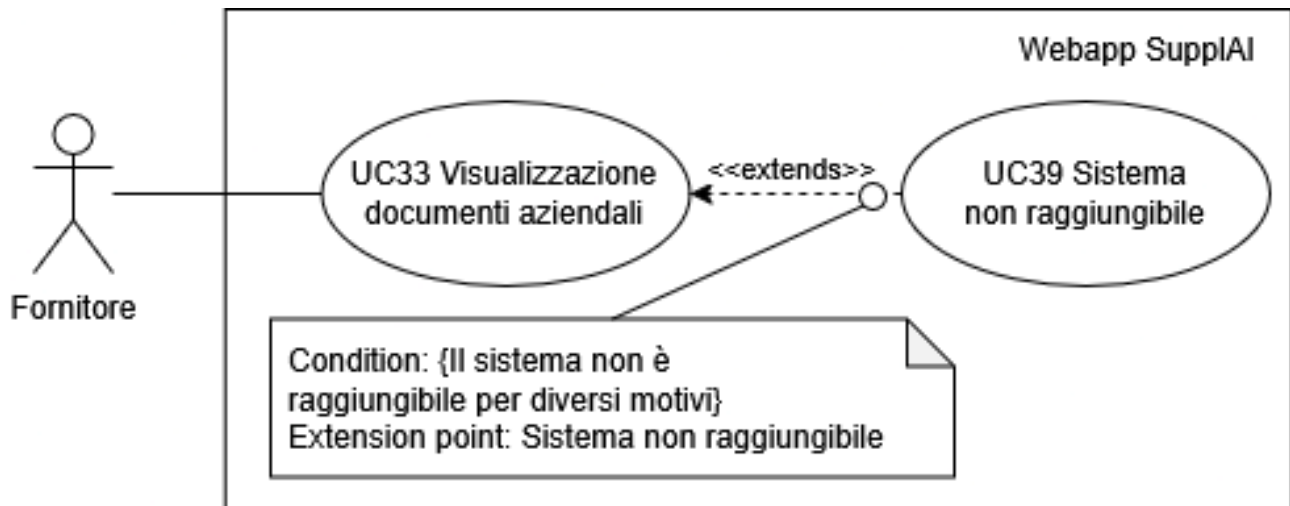 Webapp SupplAI
UC33 Visualizzazione
documenti aziendali
<<extends>>
UC39 Sistema
non raggiungibile
Fornitore
Condition: {Il sistema non è
raggiungibile per diversi motivi}
Extension point: Sistema non raggiungibile